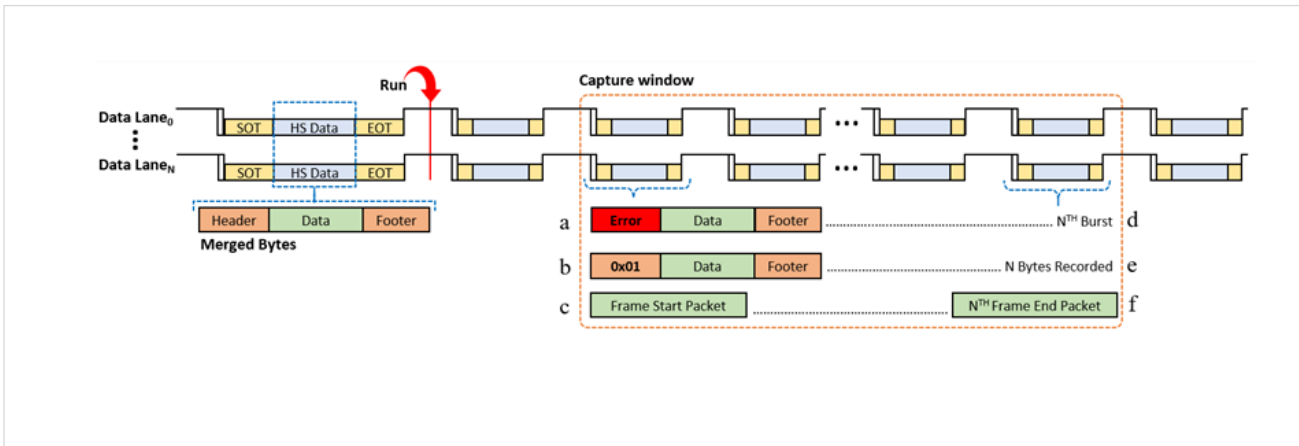 Run
Capture window
Data Lane0
SOT HS Data EOT
Data LaneN
SOT HS Data EOT
Header Data Footer
Merged Bytes
a Error Data Footer NTH Burst d
b 0x01 Data Footer N Bytes Recorded e
c Frame Start Packet NTH Frame End Packet f